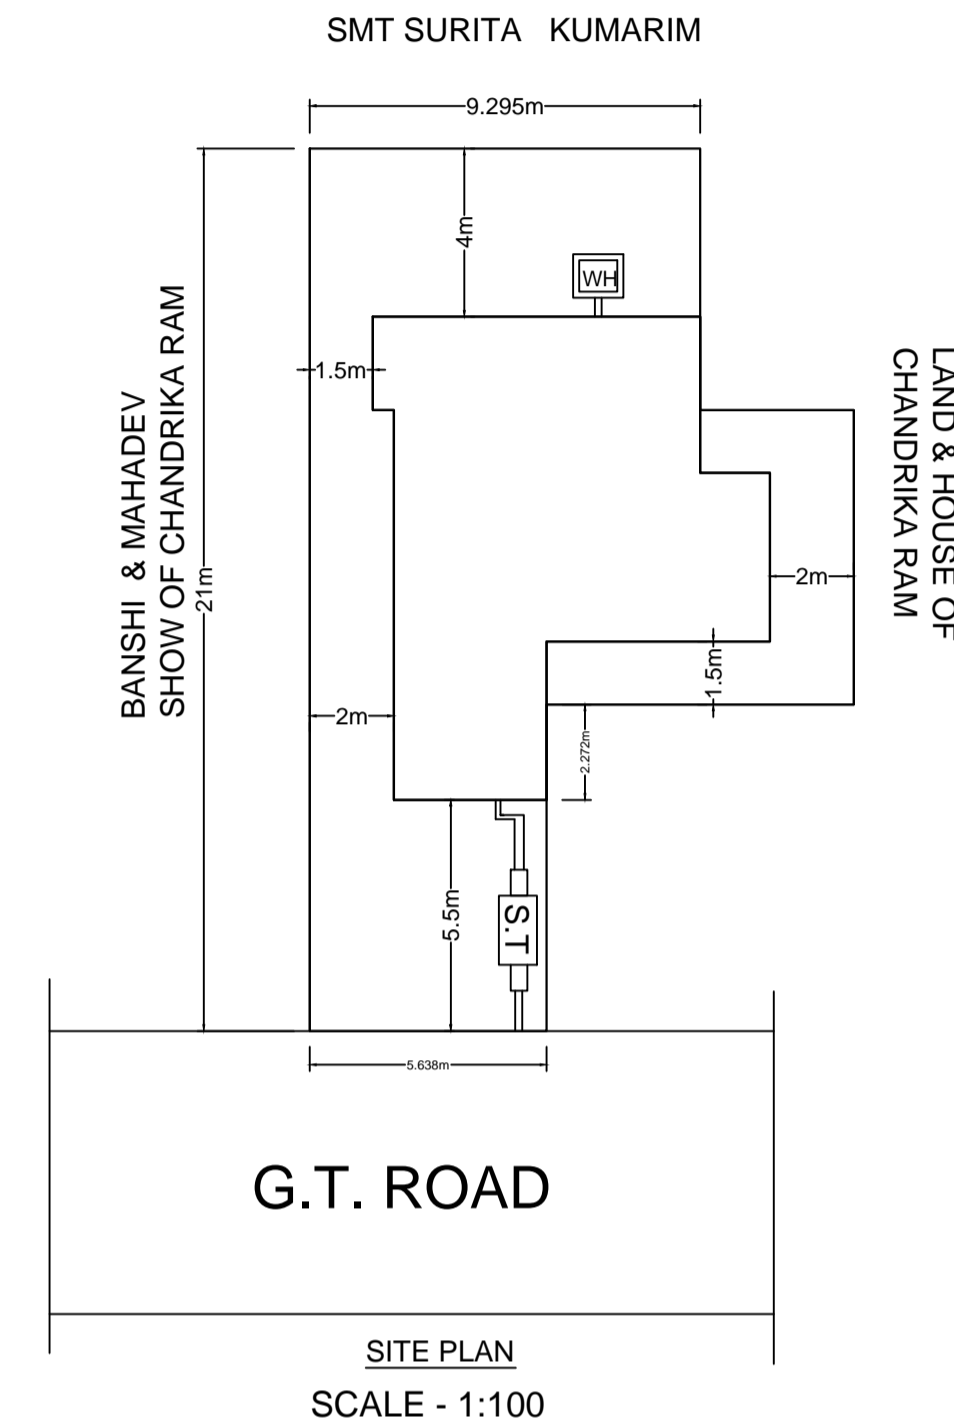 SMT SURITA KUMARIM
9.295m
4m
WH
1.5m
BANSHI & MAHADEV
SHOW OF CHANDRIKA RAM
21m
LAND & HOUSE OF
CHANDRIKA RAM
2m
1.5m
2m
2.272m
5.5m
S.T
5.638m
G.T. ROAD
SITE PLAN
SCALE - 1:100